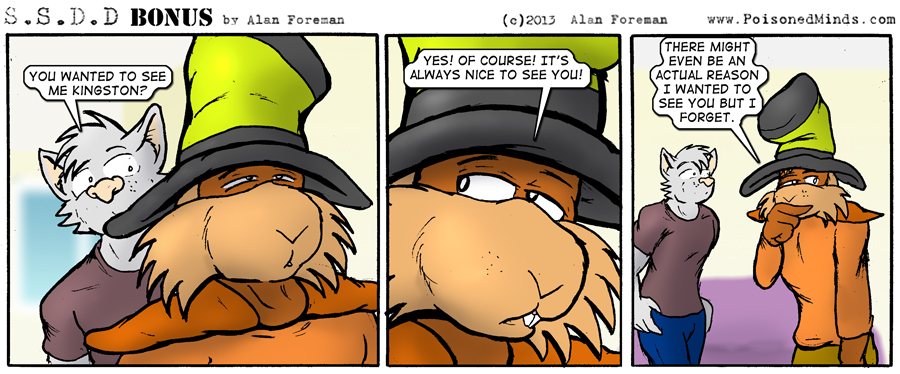 S.S.D.D BONUS by Alan Foreman (c)2013 Alan Foreman www.PoisonedMinds.com
YOU WANTED TO SEE
ME KINGSTON?
YES! OF COURSE! IT'S
ALWAYS NICE TO SEE YOU!
THERE MIGHT
EVEN BE AN
ACTUAL REASON
I WANTED TO
SEE YOU BUT I
FORGET.